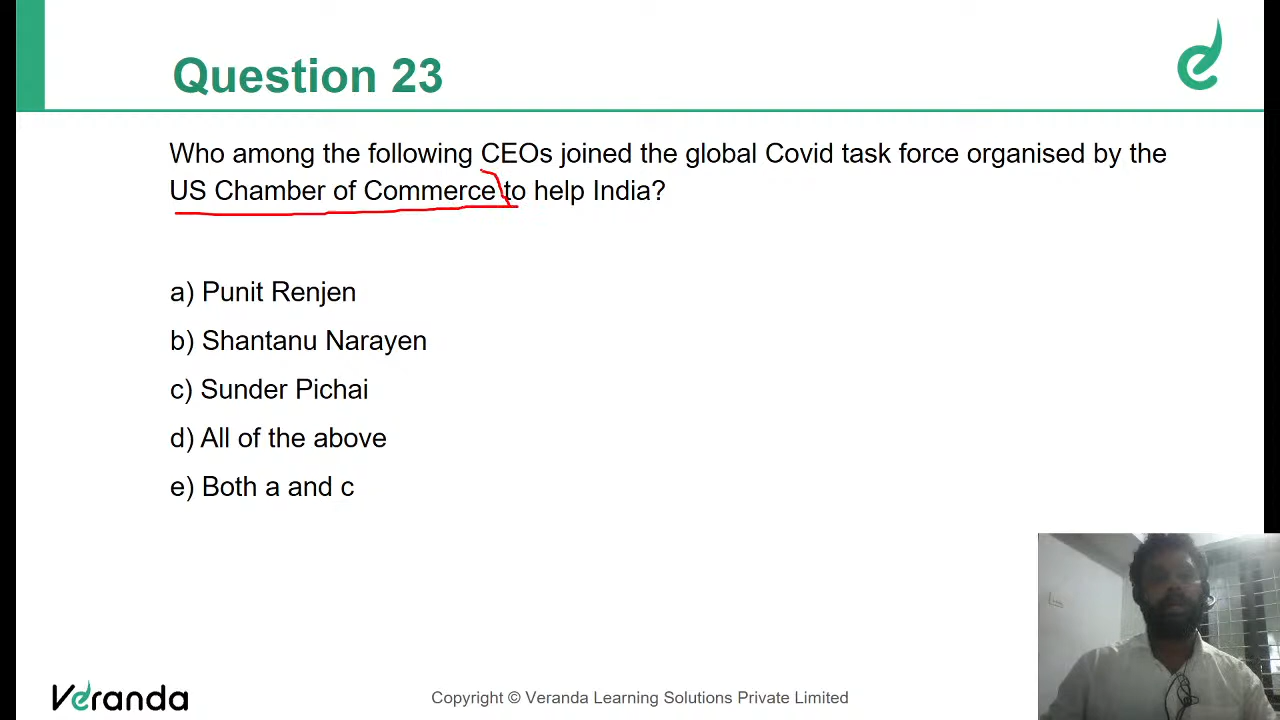 Question 23
Who among the following CEOs joined the global Covid task force organised by the
US Chamber of Commerce to help India?
a) Punit Renjen
b) Shantanu Narayen
c) Sunder Pichai
d) All of the above
e) Both a and c
Veranda
Copyright © Veranda Learning Solutions Private Limited